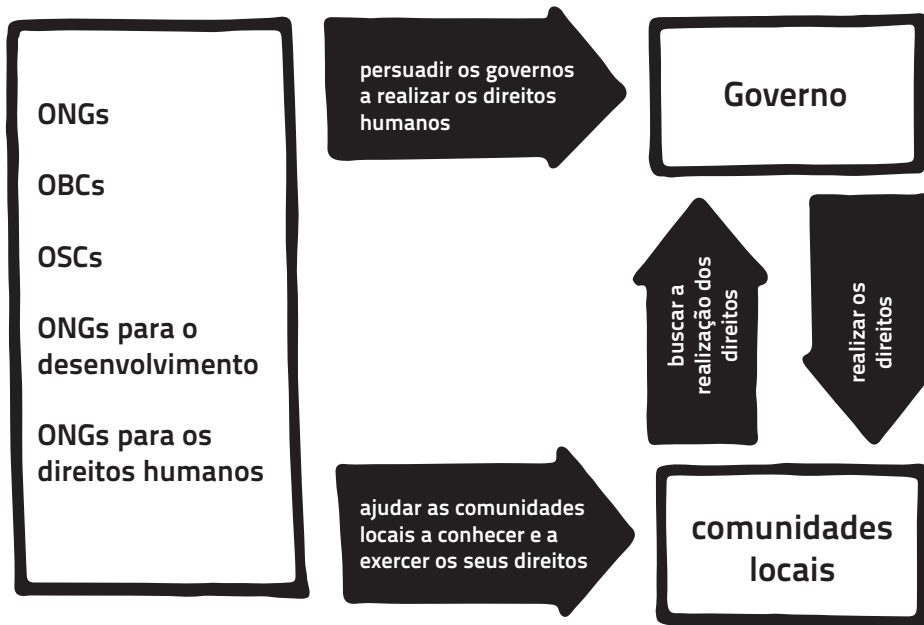 ONGs
OBCs
OSCs
ONGs para o
desenvolvimento
ONGs para os
direitos humanos
persuadir os governos
a realizar os direitos
humanos
Governo
buscar a
realização dos
direitos
realizar os
direitos
ajudar as comunidades
locais a conhecer e a
exercer os seus direitos
comunidades
locais